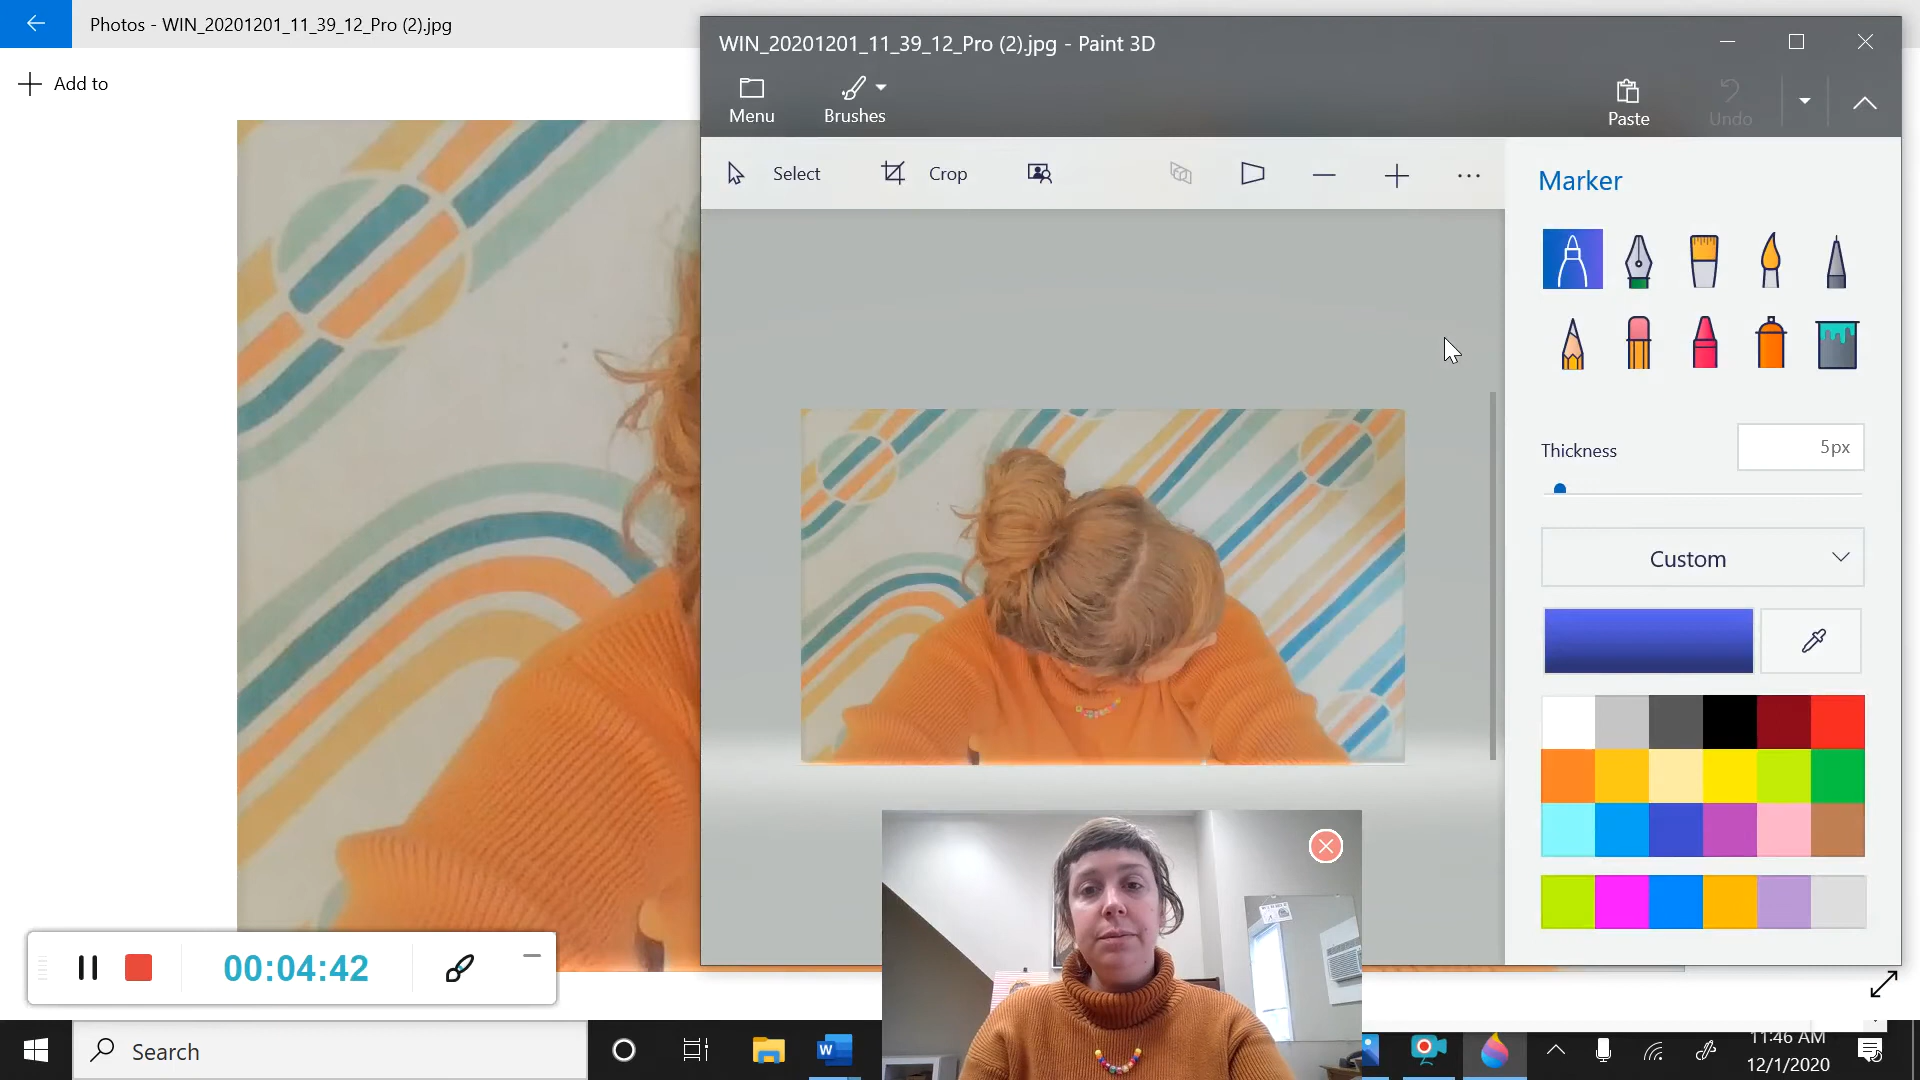 Photos - WIN_20201201_11_39_12_Pro (2).jpg
Add to
WIN_20201201_11_39_12_Pro (2).jpg - Paint 3D
Menu
Brushes
Paste
Undo
Select
Crop
Marker
Thickness
5px
Custom
00:04:42
Search
W
11:46 AM
12/1/2020